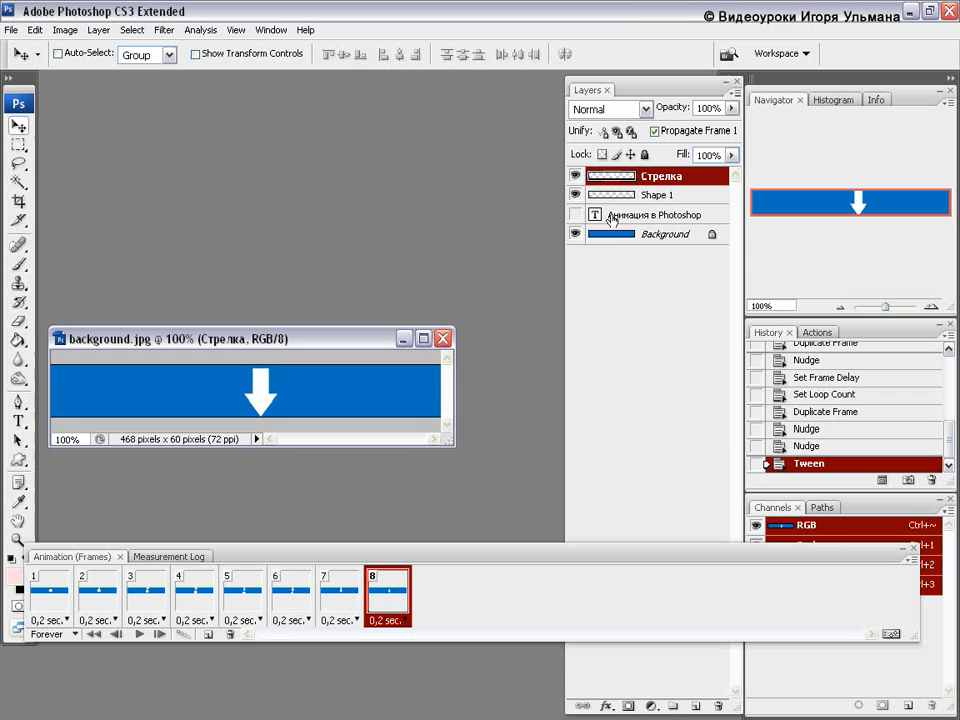 Adobe Photoshop CS3 Extended
© Видеоуроки Игоря Ульмана
File Edit Image Layer Select Filter Analysis View Window Help
Auto-Select: Group Show Transform Controls Workspace
Ps
Layers
Normal Opacity: 100%
Unify: Propagate Frame 1
Lock: Fill: 100%
Стрелка
Shape 1
T Анимация в Photoshop
Background
Navigator Histogram Info
100%
background.jpg @ 100% (Стрелка, RGB/8)
100% 468 pixels x 60 pixels (72 ppi)
History Actions
Duplicate Frame
Nudge
Set Frame Delay
Set Loop Count
Duplicate Frame
Nudge
Nudge
Tween
Channels Paths
RGB Ctrl+~
Ctrl+1
Ctrl+2
Ctrl+3
Animation (Frames) Measurement Log
1 2 3 4 5 6 7 8
0,2 sec. 0,2 sec. 0,2 sec. 0,2 sec. 0,2 sec. 0,2 sec. 0,2 sec. 0,2 sec.
Forever